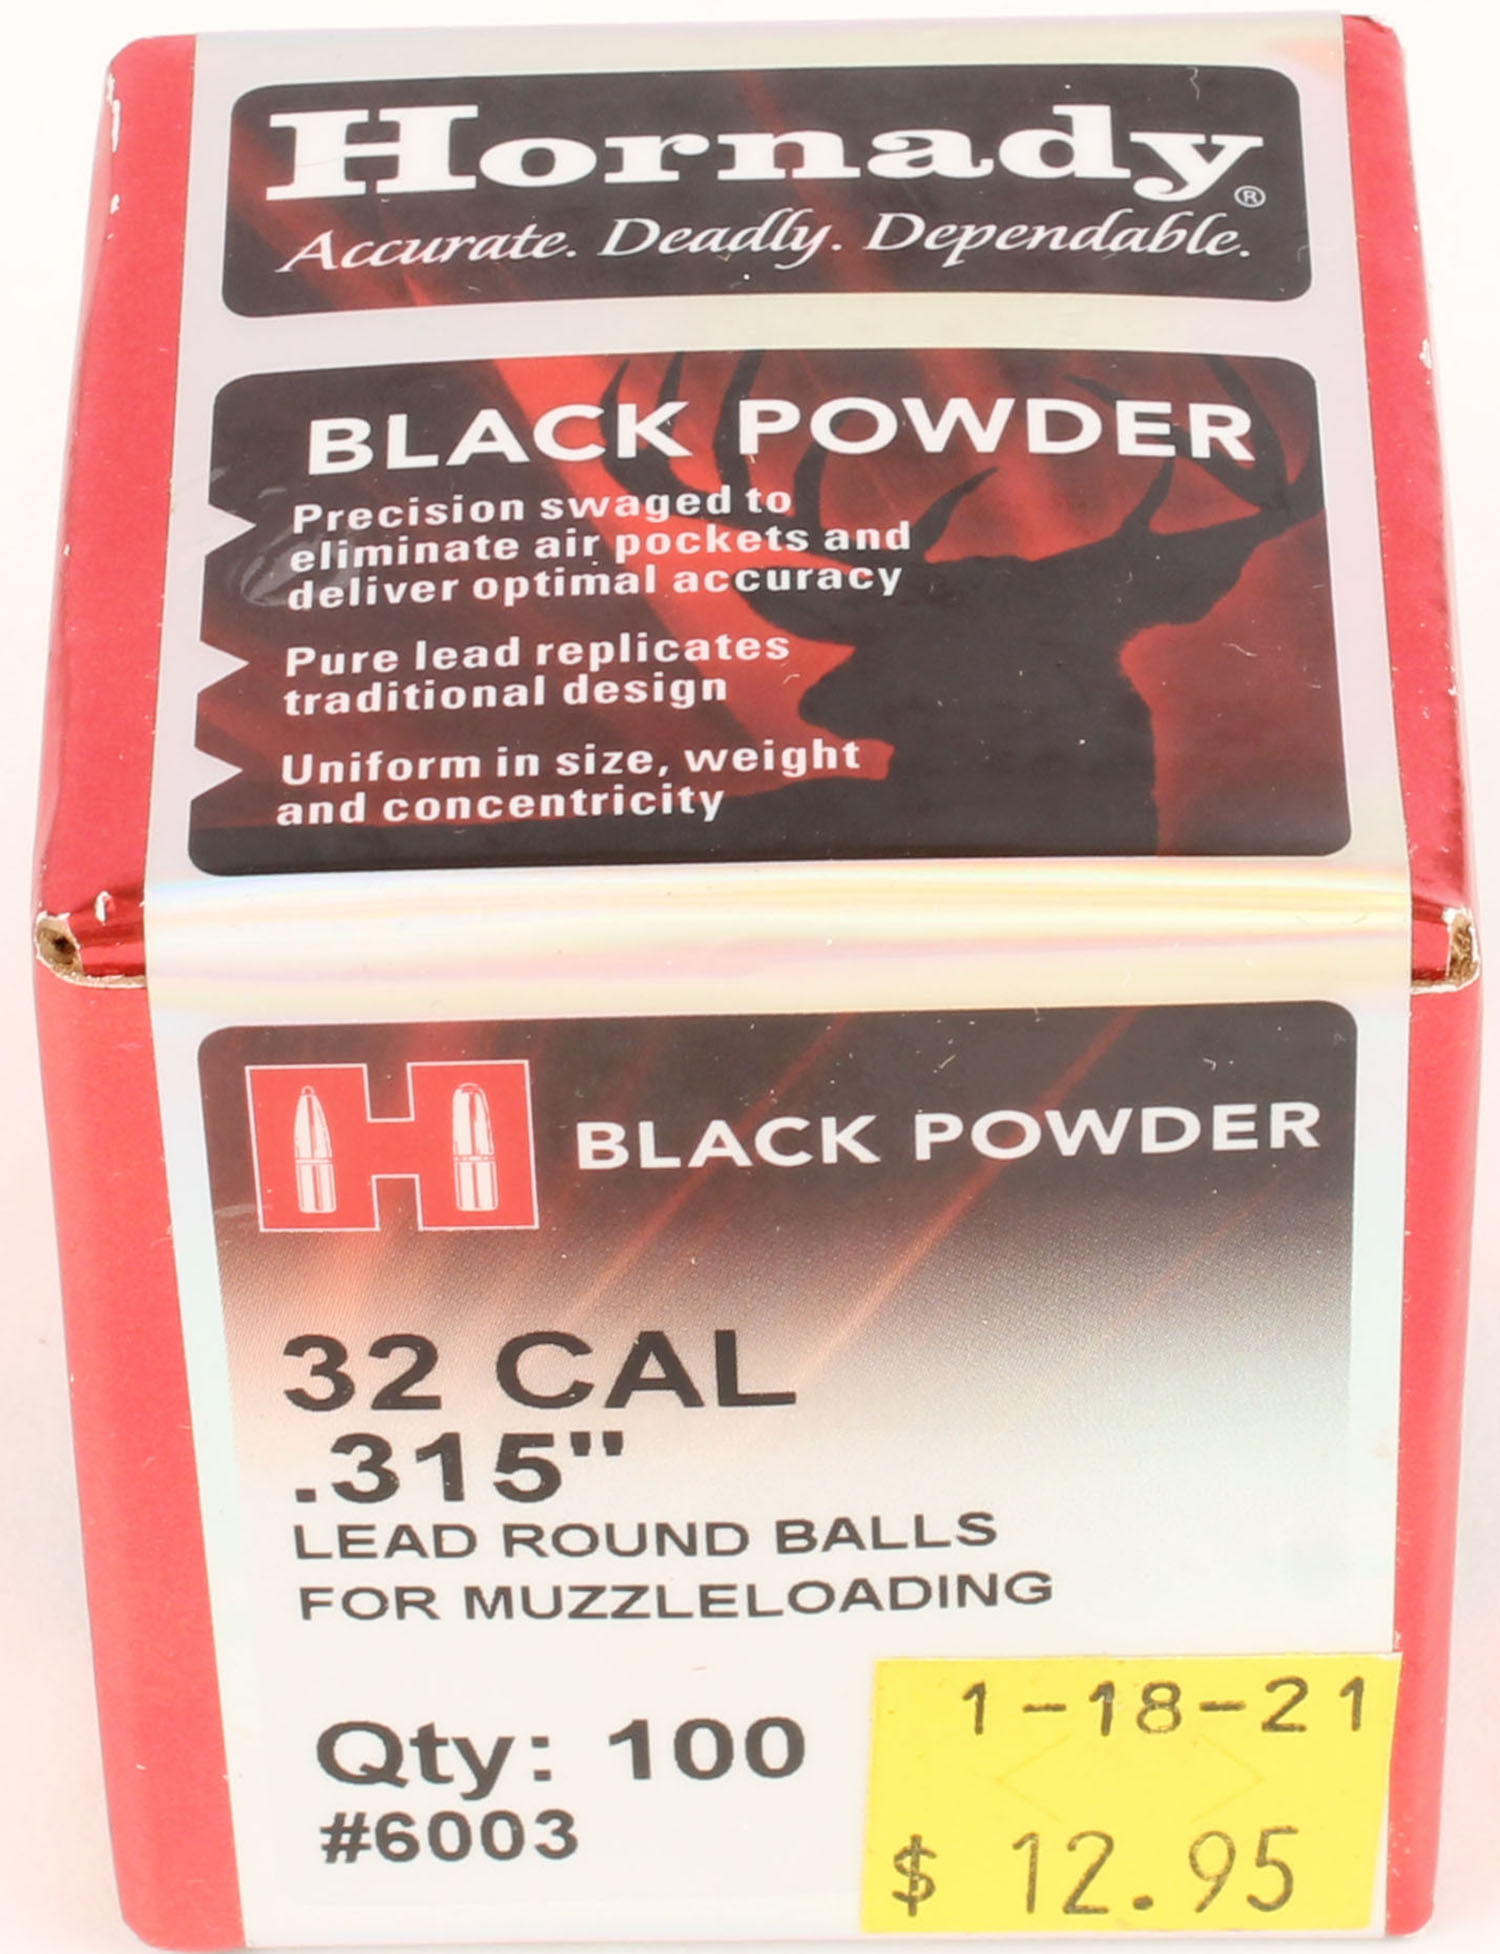 Hornady®
Accurate. Deadly. Dependable.
BLACK POWDER
Precision swaged to
eliminate air pockets and
deliver optimal accuracy
Pure lead replicates
traditional design
Uniform in size, weight
and concentricity
H BLACK POWDER
32 CAL
.315"
LEAD ROUND BALLS
FOR MUZZLELOADING
Qty: 100
#6003
1-18-21
$ 12.95